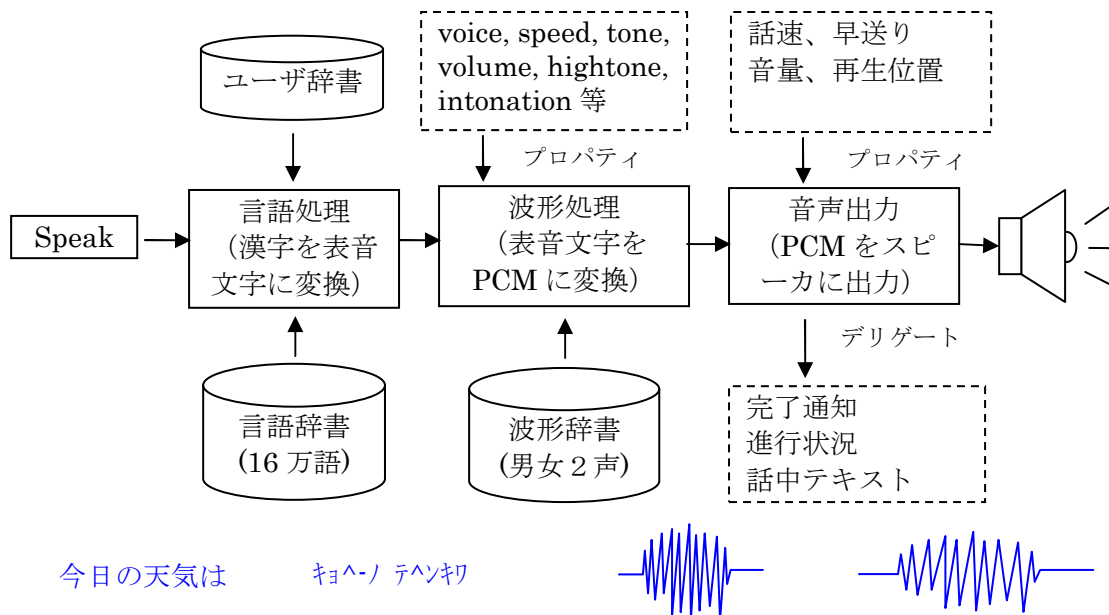 ユーザ辞書
voice, speed, tone,
volume, hightone,
intonation 等
話速、早送り
音量、再生位置
プロパティ
プロパティ
Speak
言語処理
（漢字を表音
文字に変換）
波形処理
（表音文字を
PCM に変換）
音声出力
（PCM をスピ
ーカに出力）
デリゲート
言語辞書
(16 万語)
波形辞書
(男女２声)
完了通知
進行状況
話中テキスト
今日の天気は
ｷｮ^-ﾉ ﾃ^ﾝｷﾜ